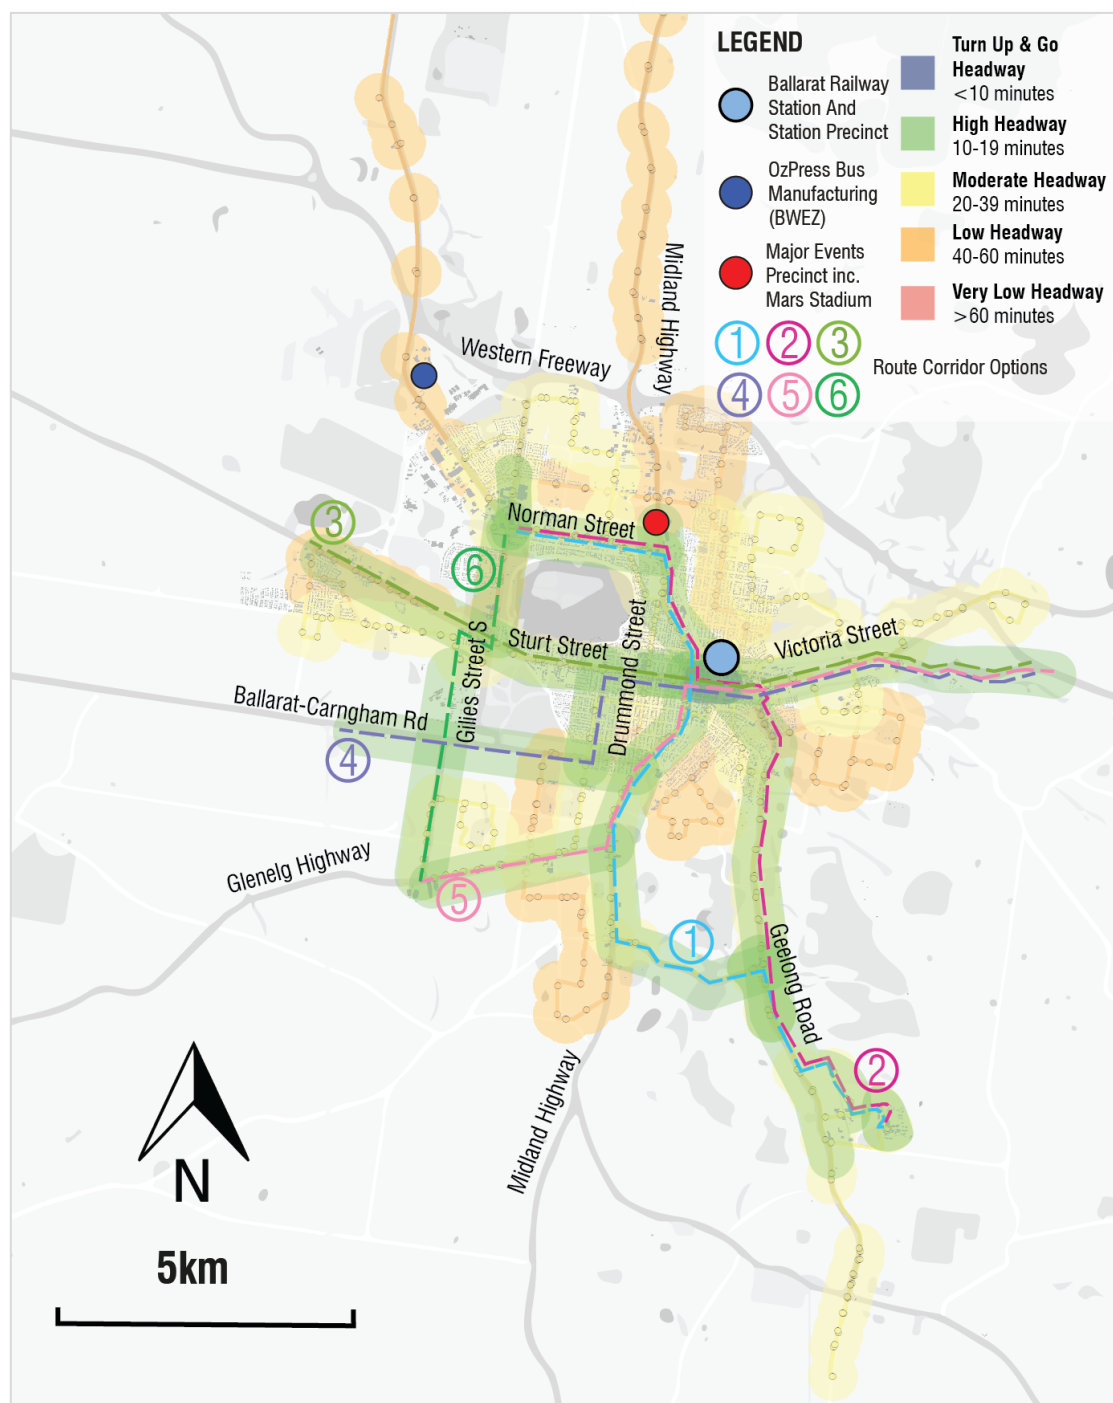 LEGEND
Ballarat Railway
Station And
Station Precinct
OzPress Bus
Manufacturing
(BWEZ)
Major Events
Precinct inc.
Mars Stadium
1 2 3
4 5 6
Route Corridor Options
Turn Up & Go
Headway
<10 minutes
High Headway
10-19 minutes
Moderate Headway
20-39 minutes
Low Headway
40-60 minutes
Very Low Headway
>60 minutes
Midland Highway
Western Freeway
Norman Street
3
6
Drummond Street
Sturt Street
Victoria Street
Gilies Street S
Ballarat-Carngham Rd
4
Glenelg Highway
5
1
Geelong Road
2
Midland Highway
N
5km